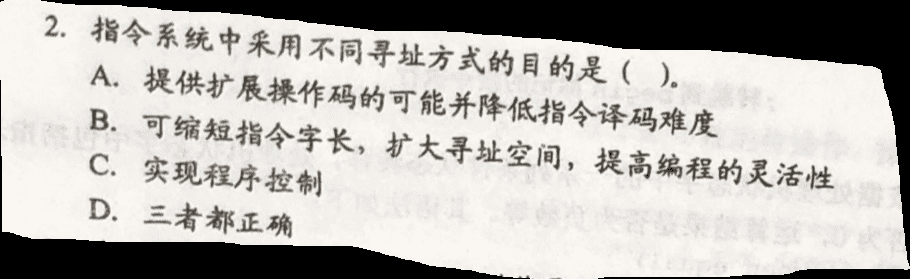 2. 指令系统中采用不同寻址方式的目的是（ ）。
A. 提供扩展操作码的可能并降低指令译码难度
B. 可缩短指令字长，扩大寻址空间，提高编程的灵活性
C. 实现程序控制
D. 三者都正确